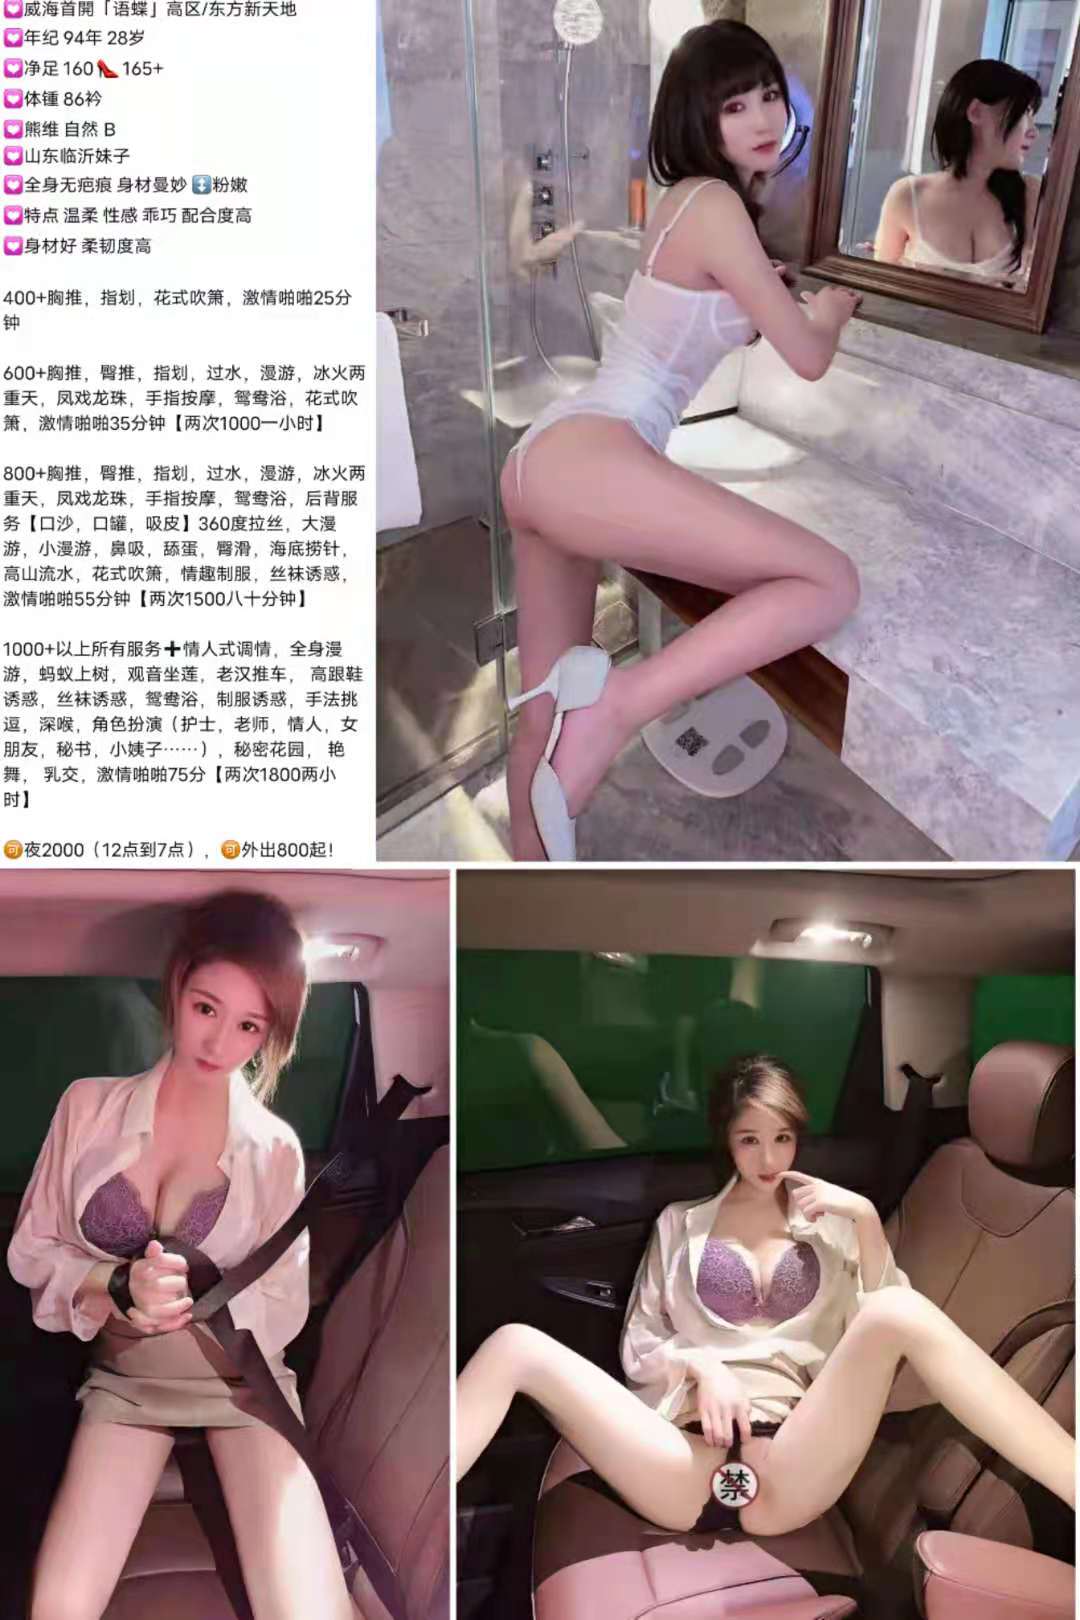 💟威海首開「语蝶」高区/东方新天地
💟年纪 94年 28岁
💟净足 160👠 165+
💟体锺 86衿
💟熊维 自然 B
💟山东临沂妹子
💟全身无疤痕 身材曼妙 ↕️粉嫩
💟特点 温柔 性感 乖巧 配合度高
💟身材好 柔韧度高
400+胸推，指划，花式吹箫，激情啪啪25分
钟
600+胸推，臀推，指划，过水，漫游，冰火两
重天，凤戏龙珠，手指按摩，鸳鸯浴，花式吹
箫，激情啪啪35分钟【两次1000一小时】
800+胸推，臀推，指划，过水，漫游，冰火两
重天，凤戏龙珠，手指按摩，鸳鸯浴，后背服
务【口沙，口罐，吸皮】360度拉丝，大漫
游，小漫游，鼻吸，舔蛋，臀滑，海底捞针，
高山流水，花式吹箫，情趣制服，丝袜诱惑，
激情啪啪55分钟【两次1500八十分钟】
1000+以上所有服务➕情人式调情，全身漫
游，蚂蚁上树，观音坐莲，老汉推车， 高跟鞋
诱惑，丝袜诱惑，鸳鸯浴，制服诱惑，手法挑
逗，深喉，角色扮演（护士，老师，情人，女
朋友，秘书，小姨子……），秘密花园， 艳
舞， 乳交，激情啪啪75分【两次1800两小
时】
🉑夜2000（12点到7点），🉑外出800起！
禁